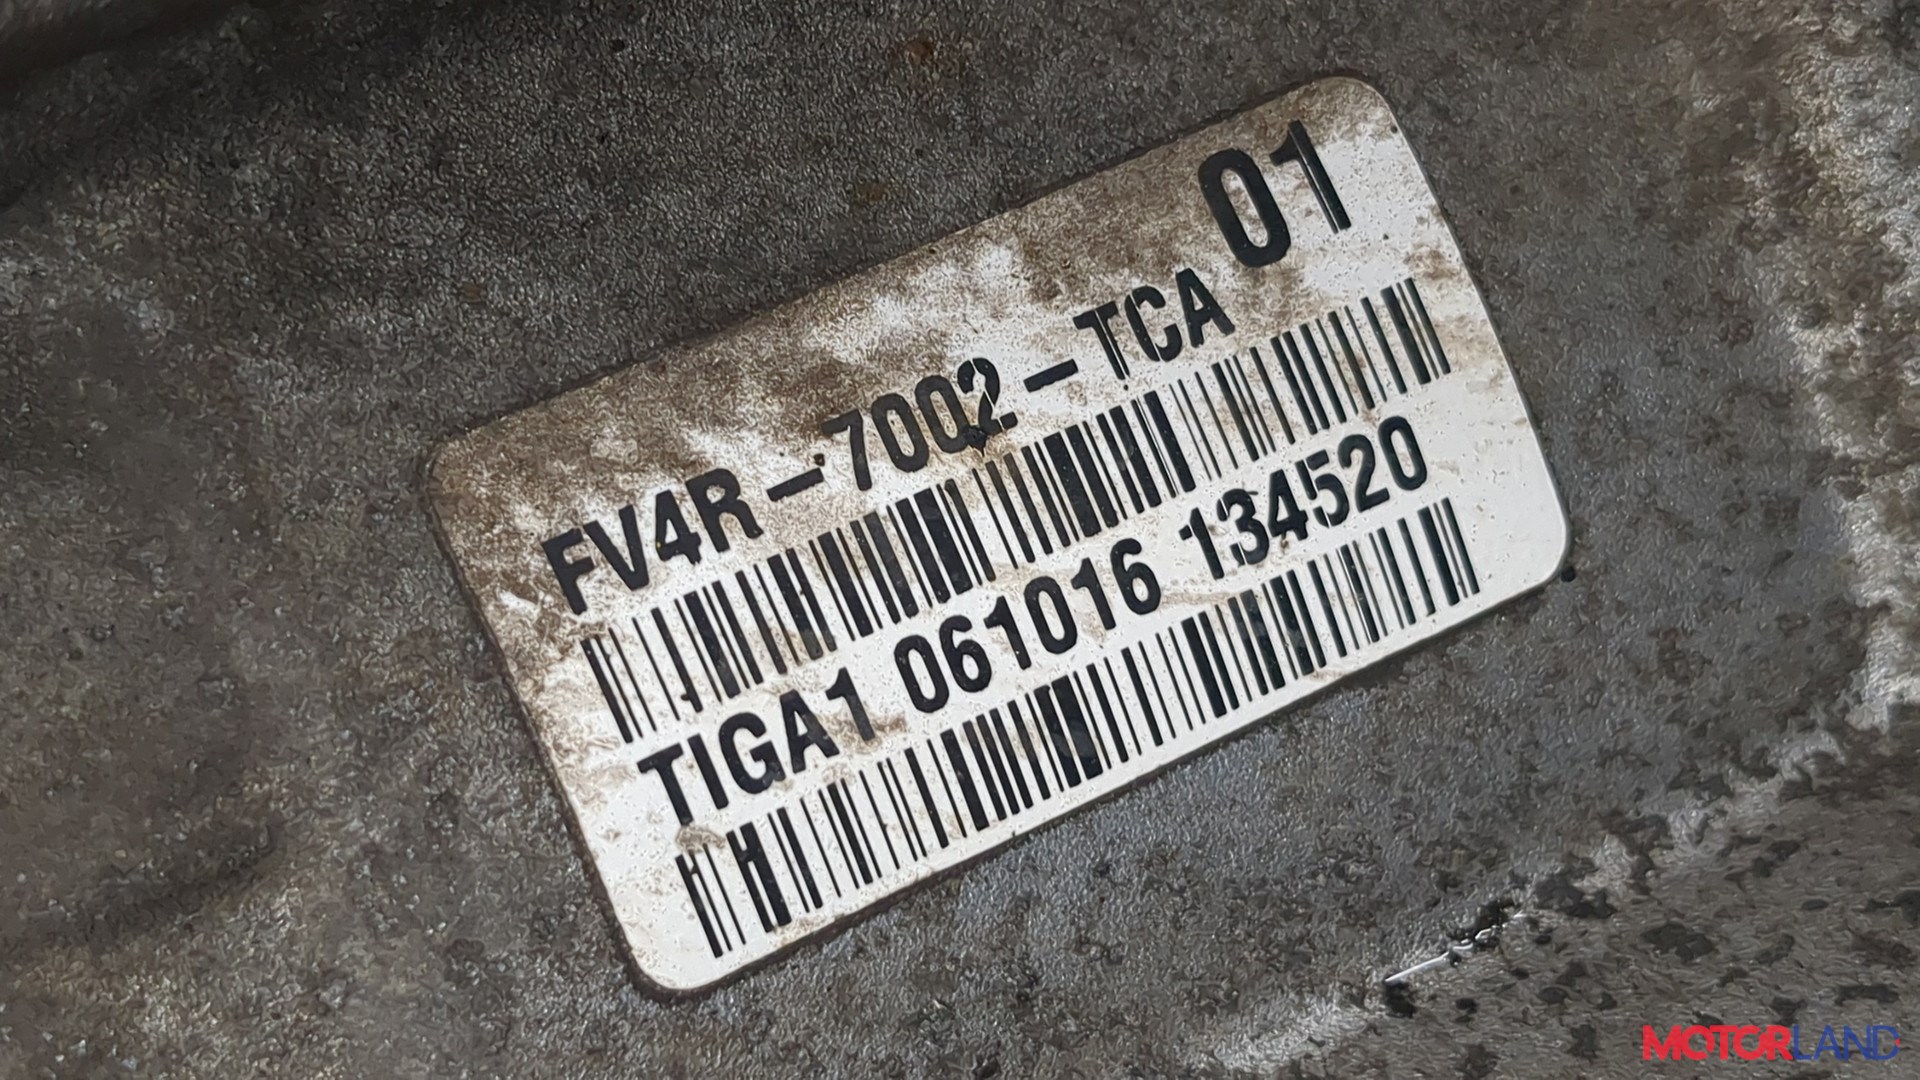 01
FV4R-7002-TCA
TIGA1 061016 134520
MOTORLAND